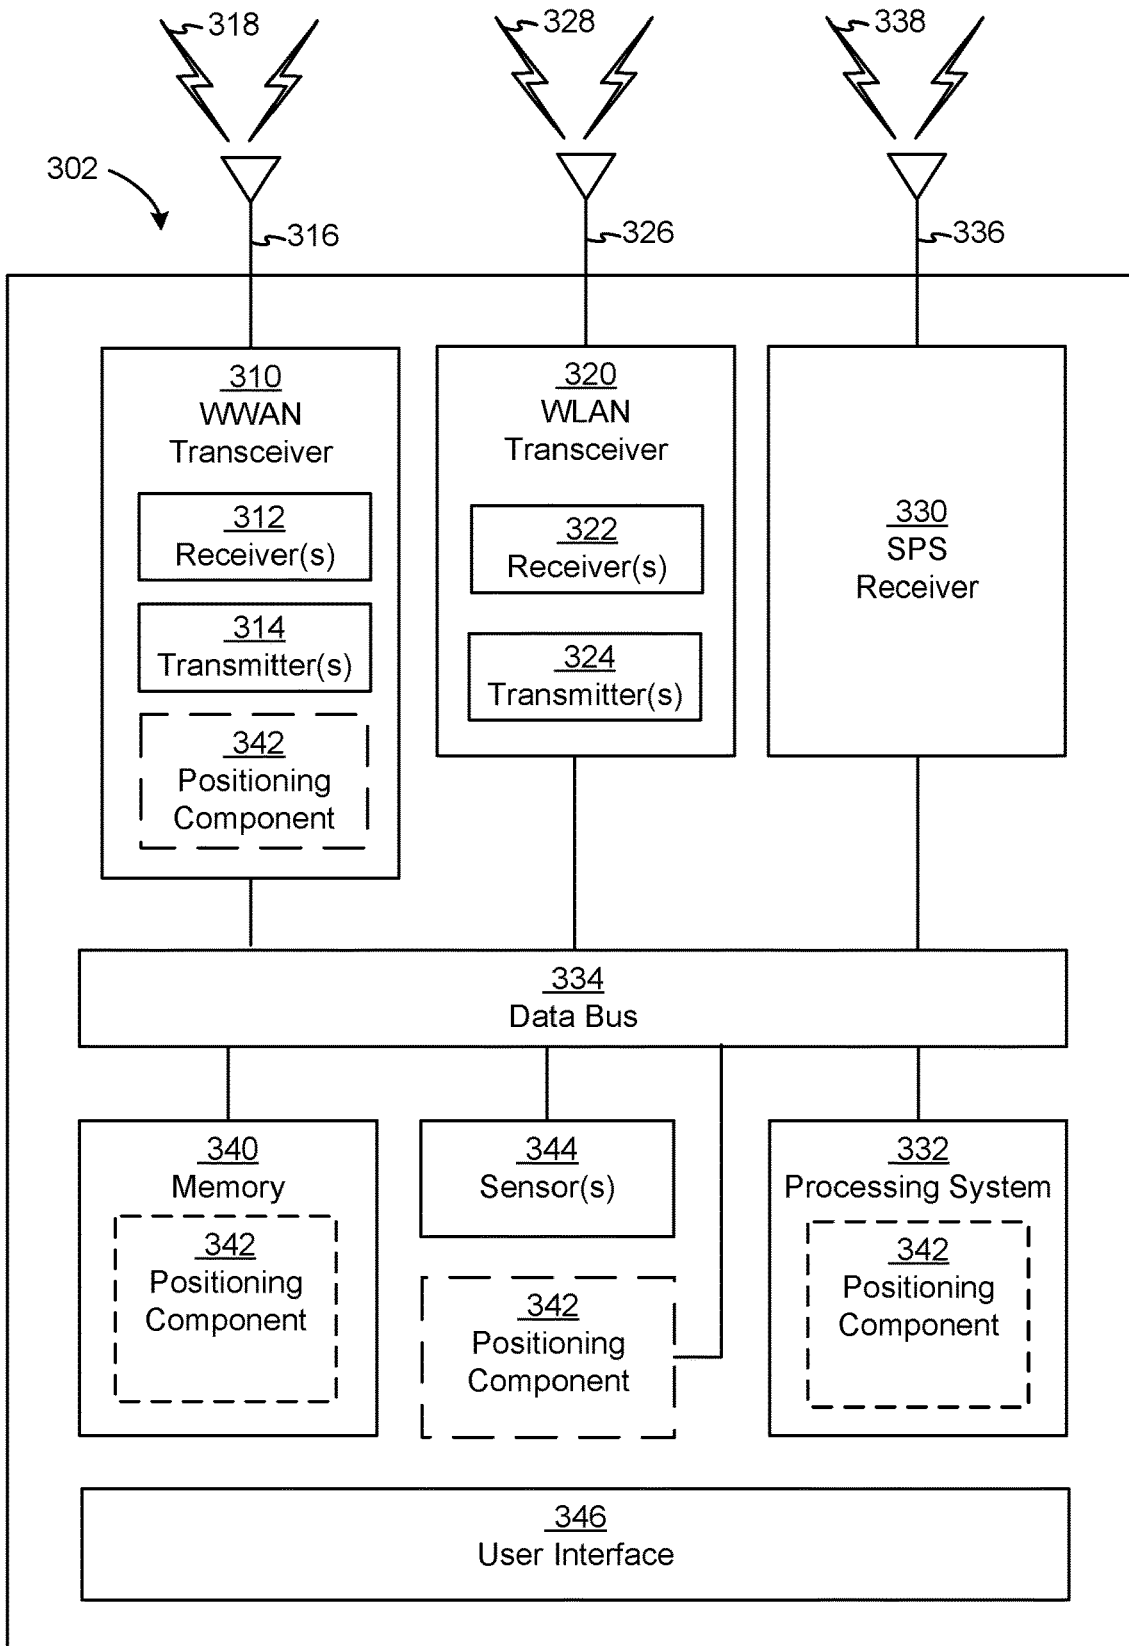 318
328
338
302
316
326
336
310
WWAN
Transceiver
312
Receiver(s)
314
Transmitter(s)
342
Positioning
Component
320
WLAN
Transceiver
322
Receiver(s)
324
Transmitter(s)
330
SPS
Receiver
334
Data Bus
340
Memory
342
Positioning
Component
344
Sensor(s)
342
Positioning
Component
332
Processing System
342
Positioning
Component
346
User Interface